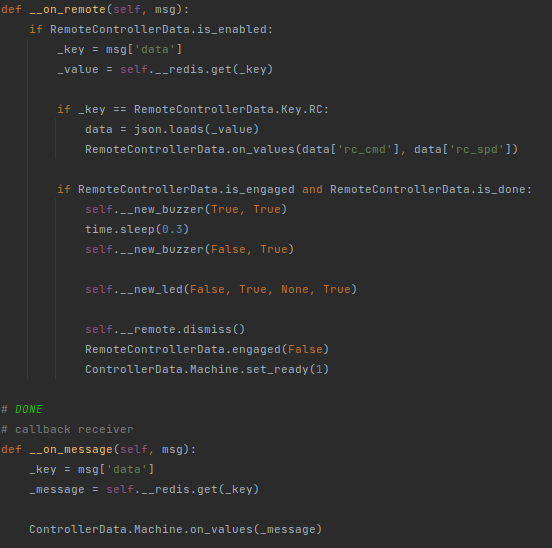 def __on_remote(self, msg):
    if RemoteControllerData.is_enabled:
        _key = msg['data']
        _value = self.__redis.get(_key)

        if _key == RemoteControllerData.Key.RC:
            data = json.loads(_value)
            RemoteControllerData.on_values(data['rc_cmd'], data['rc_spd'])

        if RemoteControllerData.is_engaged and RemoteControllerData.is_done:
            self.__new_buzzer(True, True)
            time.sleep(0.3)
            self.__new_buzzer(False, True)

            self.__new_led(False, True, None, True)

            self.__remote.dismiss()
            RemoteControllerData.engaged(False)
            ControllerData.Machine.set_ready(1)

# DONE
# callback receiver
def __on_message(self, msg):
    _key = msg['data']
    _message = self.__redis.get(_key)

    ControllerData.Machine.on_values(_message)